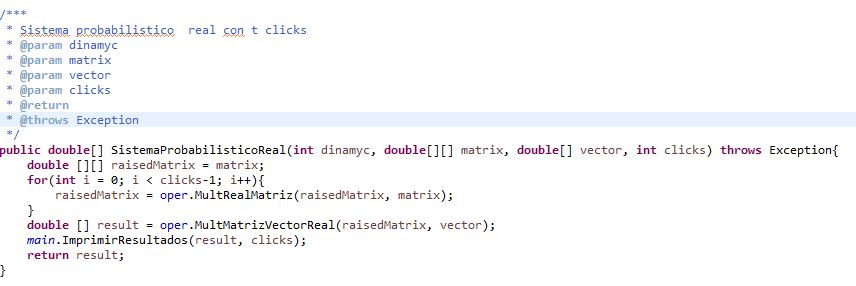 /***
 * Sistema probabilistico  real con t clicks
 * @param dinamyc
 * @param matrix
 * @param vector
 * @param clicks
 * @return
 * @throws Exception
 */
public double[] SistemaProbabilisticoReal(int dinamyc, double[][] matrix, double[] vector, int clicks) throws Exception{
    double [][] raisedMatrix = matrix;
    for(int i = 0; i < clicks-1; i++){
        raisedMatrix = oper.MultRealMatriz(raisedMatrix, matrix);
    }
    double [] result = oper.MultMatrizVectorReal(raisedMatrix, vector);
    main.ImprimirResultados(result, clicks);
    return result;
}